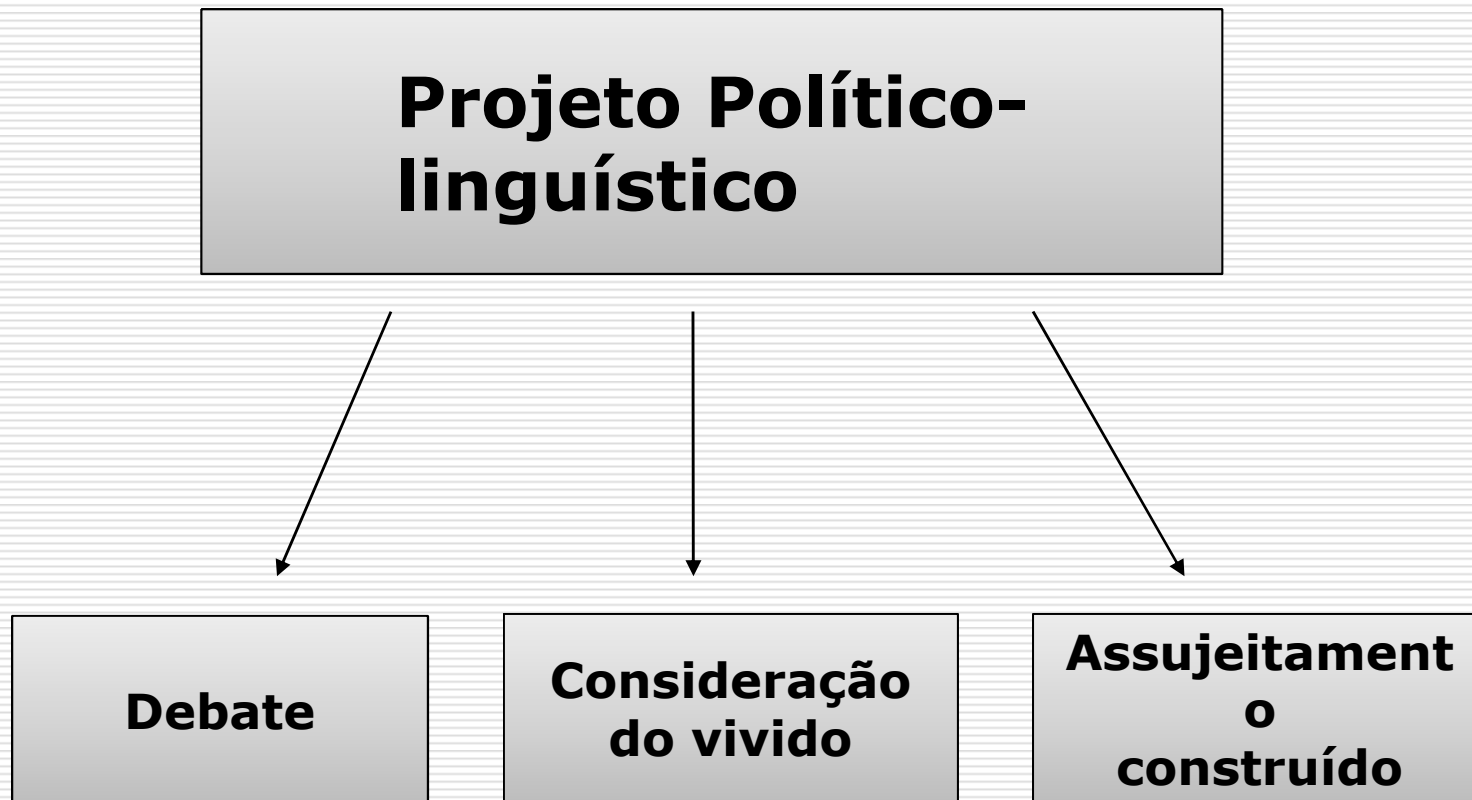 Projeto Político-
linguístico
Debate
Consideração
do vivido
Assujeitament
o
construído